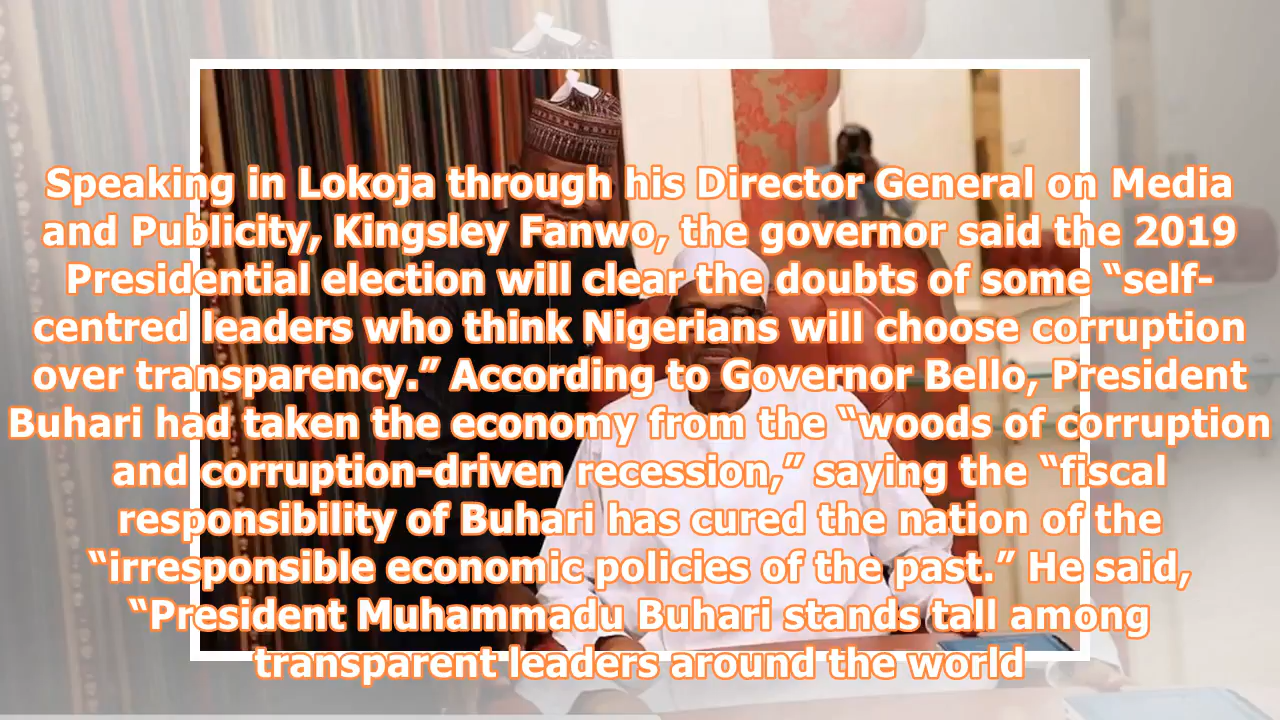 Speaking in Lokoja through his Director General on Media
and Publicity, Kingsley Fanwo, the governor said the 2019
Presidential election will clear the doubts of some “self-
centred leaders who think Nigerians will choose corruption
over transparency.” According to Governor Bello, President
Buhari had taken the economy from the “woods of corruption
and corruption-driven recession,” saying the “fiscal
responsibility of Buhari has cured the nation of the
“irresponsible economic policies of the past.” He said,
“President Muhammadu Buhari stands tall among
transparent leaders around the world